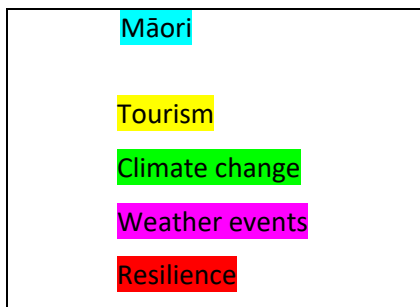 Māori
Tourism
Climate change
Weather events
Resilience